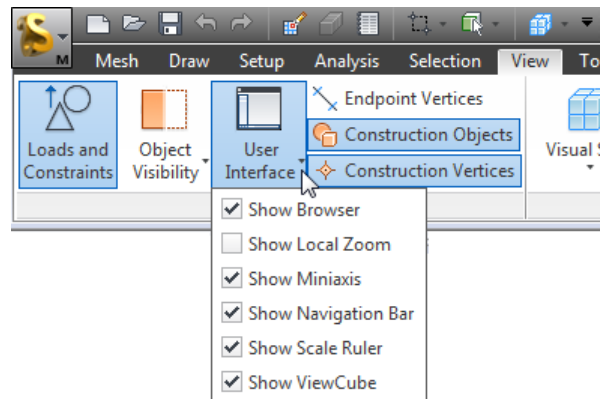 M
Mesh Draw Setup Analysis Selection View To
Endpoint Vertices
Construction Objects
Construction Vertices
Loads and
Constraints
Object
Visibility
User
Interface
Visual S
Show Browser
Show Local Zoom
Show Miniaxis
Show Navigation Bar
Show Scale Ruler
Show ViewCube